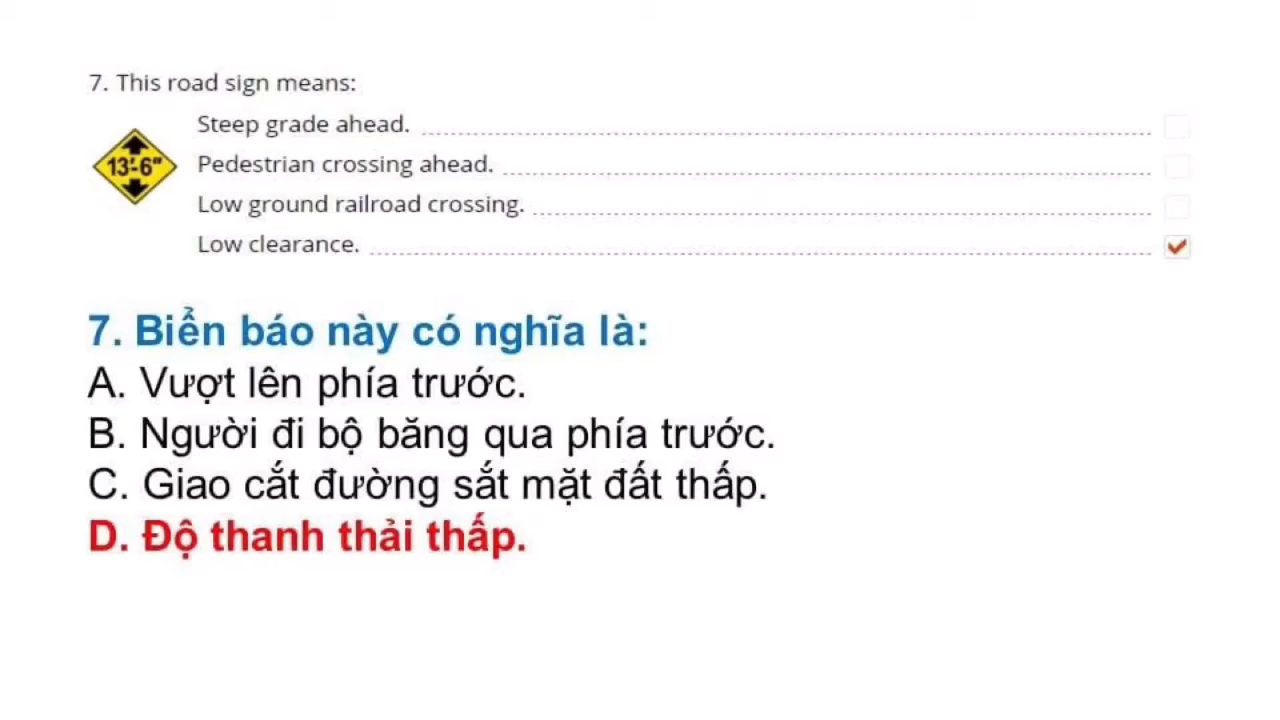 7. This road sign means:
Steep grade ahead.
13'-6"
Pedestrian crossing ahead.
Low ground railroad crossing.
Low clearance.
7. Biển báo này có nghĩa là:
A. Vượt lên phía trước.
B. Người đi bộ băng qua phía trước.
C. Giao cắt đường sắt mặt đất thấp.
D. Độ thanh thải thấp.